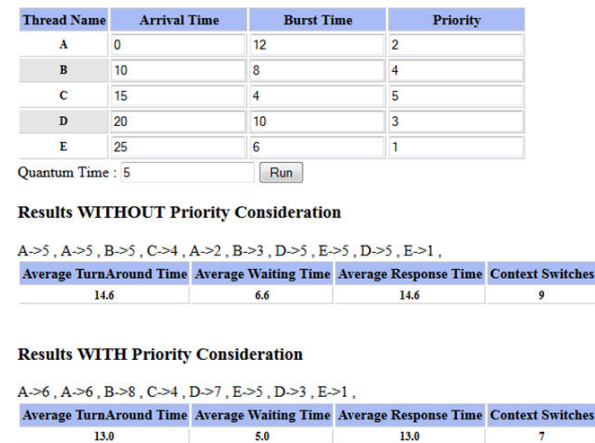 Thread Name Arrival Time Burst Time Priority
A 0 12 2
B 10 8 4
C 15 4 5
D 20 10 3
E 25 6 1
Quantum Time : 5 Run
Results WITHOUT Priority Consideration
A->5 , A->5 , B->5 , C->4 , A->2 , B->3 , D->5 , E->5 , D->5 , E->1 ,
Average TurnAround Time Average Waiting Time Average Response Time Context Switches
14.6 6.6 14.6 9
Results WITH Priority Consideration
A->6 , A->6 , B->8 , C->4 , D->7 , E->5 , D->3 , E->1 ,
Average TurnAround Time Average Waiting Time Average Response Time Context Switches
13.0 5.0 13.0 7